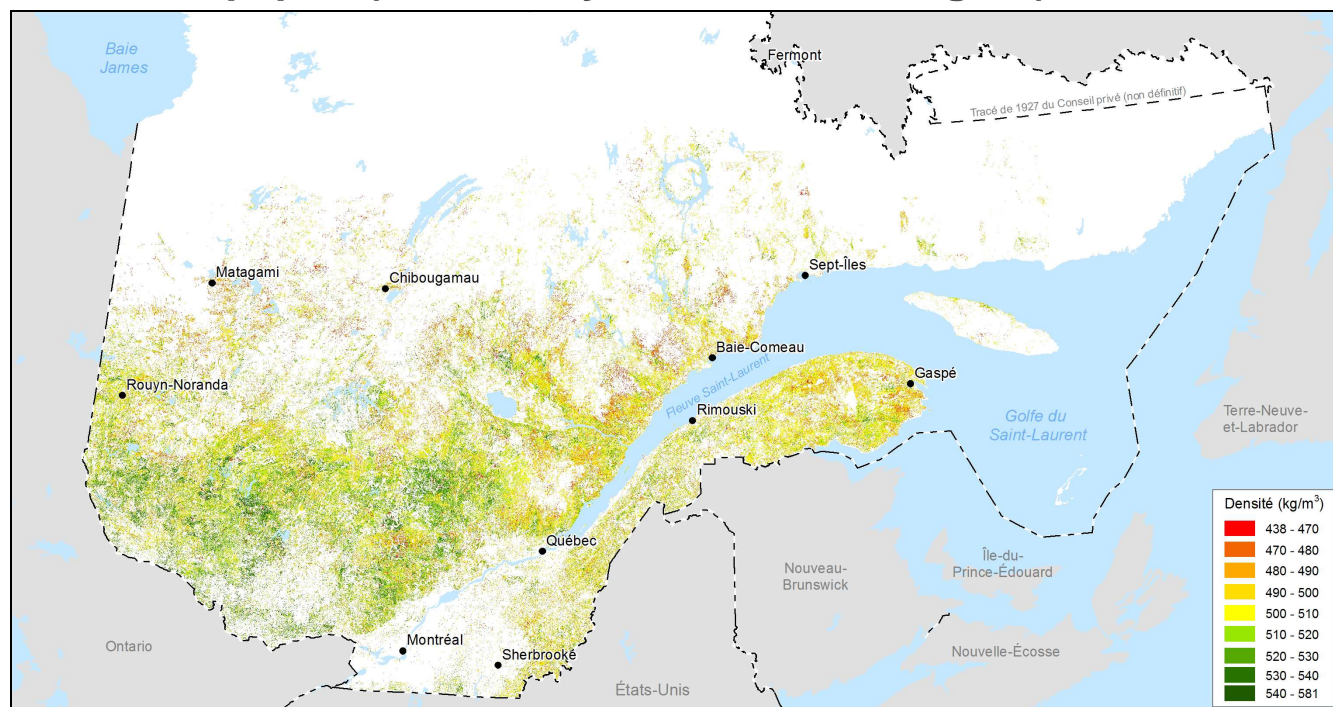 Baie
James
Fermont
Tracé de 1927 du Conseil privé (non définitif)
Matagami
Chibougamau
Sept-Îles
Baie-Comeau
Fleuve Saint-Laurent
Rouyn-Noranda
Gaspé
Rimouski
Golfe du
Saint-Laurent
Terre-Neuve-
et-Labrador
Québec
Nouveau-
Brunswick
Île-du-
Prince-Édouard
Ontario
Montréal
Sherbrooke
Nouvelle-Écosse
États-Unis
Densité (kg/m³)
438 - 470
470 - 480
480 - 490
490 - 500
500 - 510
510 - 520
520 - 530
530 - 540
540 - 581